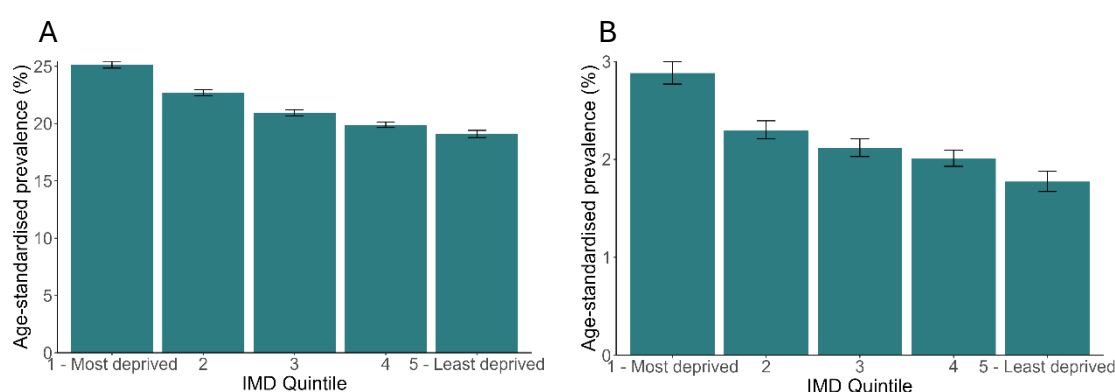 A
Age-standardised prevalence (%)
25
20
15
10
5
0
1 - Most deprived 2 3 4 5 - Least deprived
IMD Quintile
B
Age-standardised prevalence (%)
3
2
1
0
1 - Most deprived 2 3 4 5 - Least deprived
IMD Quintile